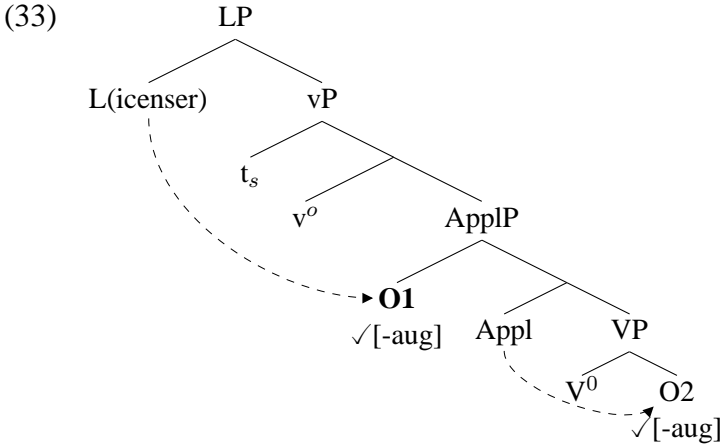 (33)
LP
L(icenser) vP
tₛ
vᵒ ApplP
O1
✓[-aug] Appl VP
V⁰ O2
✓[-aug]